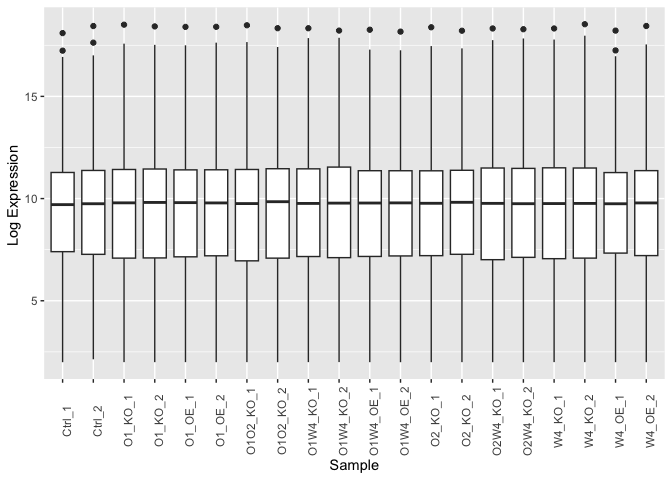 Log Expression
15
10
5
Ctrl_1
Ctrl_2
O1_KO_1
O1_KO_2
O1_OE_1
O1_OE_2
O1O2_KO_1
O1O2_KO_2
O1W4_KO_1
O1W4_KO_2
O1W4_OE_1
O1W4_OE_2
O2_KO_1
O2_KO_2
O2W4_KO_1
O2W4_KO_2
W4_KO_1
W4_KO_2
W4_OE_1
W4_OE_2
Sample